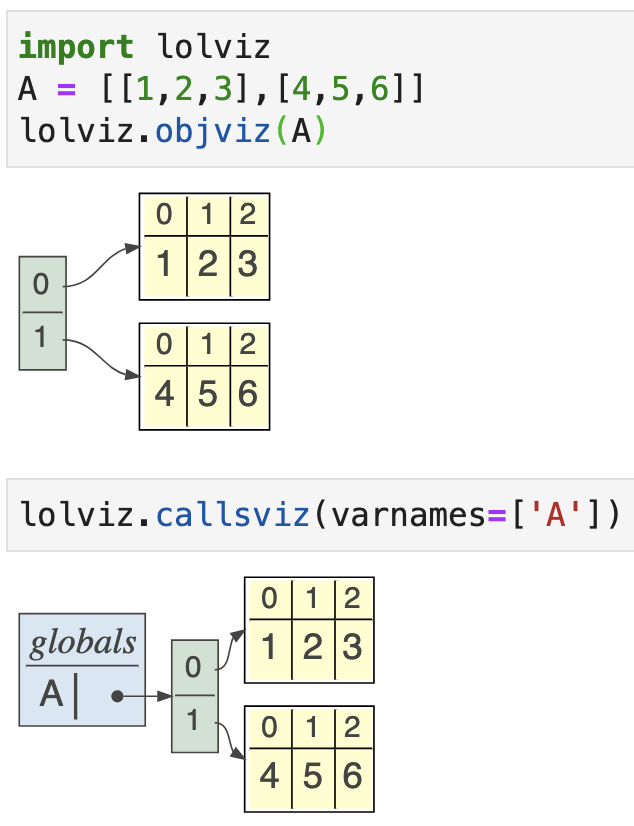 import lolviz
A = [[1,2,3],[4,5,6]]
lolviz.objviz(A)
0 1 2
1 2 3
0
1
0 1 2
4 5 6
lolviz.callsviz(varnames=['A'])
0 1 2
1 2 3
globals
A
0
1
0 1 2
4 5 6